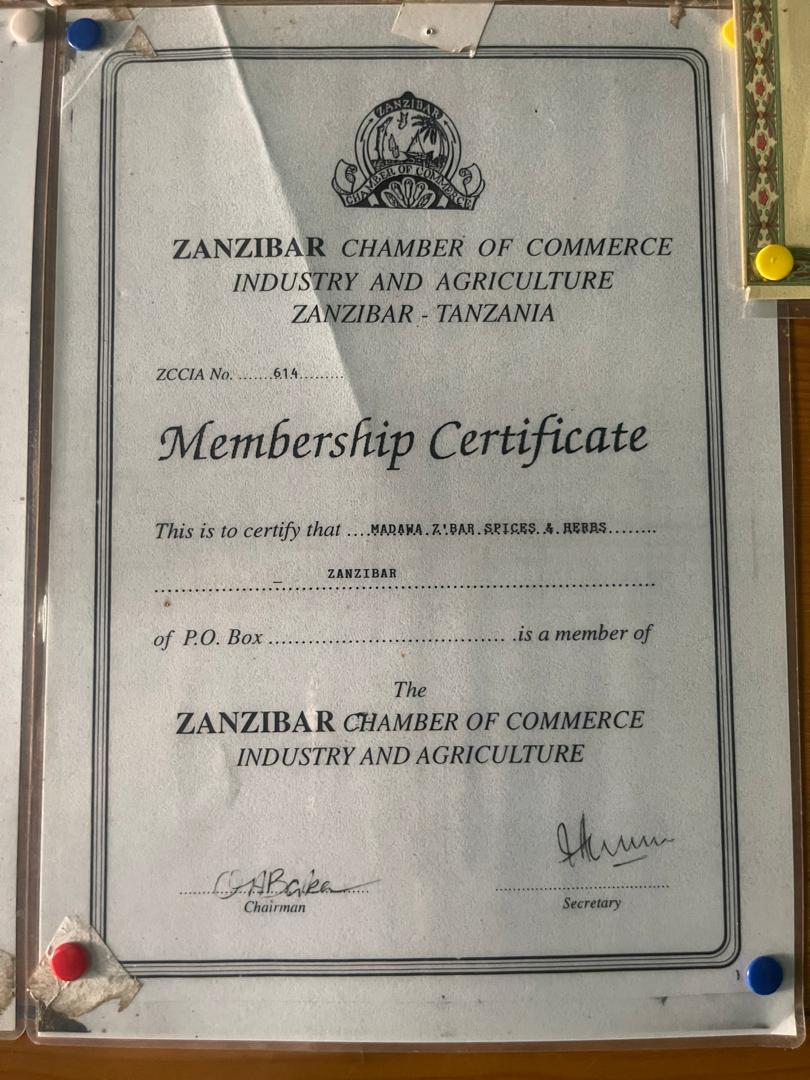 ZANZIBAR
CHAMBER OF COMMERCE
ZANZIBAR CHAMBER OF COMMERCE
INDUSTRY AND AGRICULTURE
ZANZIBAR - TANZANIA
ZCCIA No. .......614.........
Membership Certificate
This is to certify that ....MADAWA.Z'BAR.SPICES.&.HERBS........
ZANZIBAR
of P.O. Box ........................................ .is a member of
The
ZANZIBAR CHAMBER OF COMMERCE
INDUSTRY AND AGRICULTURE
Chairman
Secretary